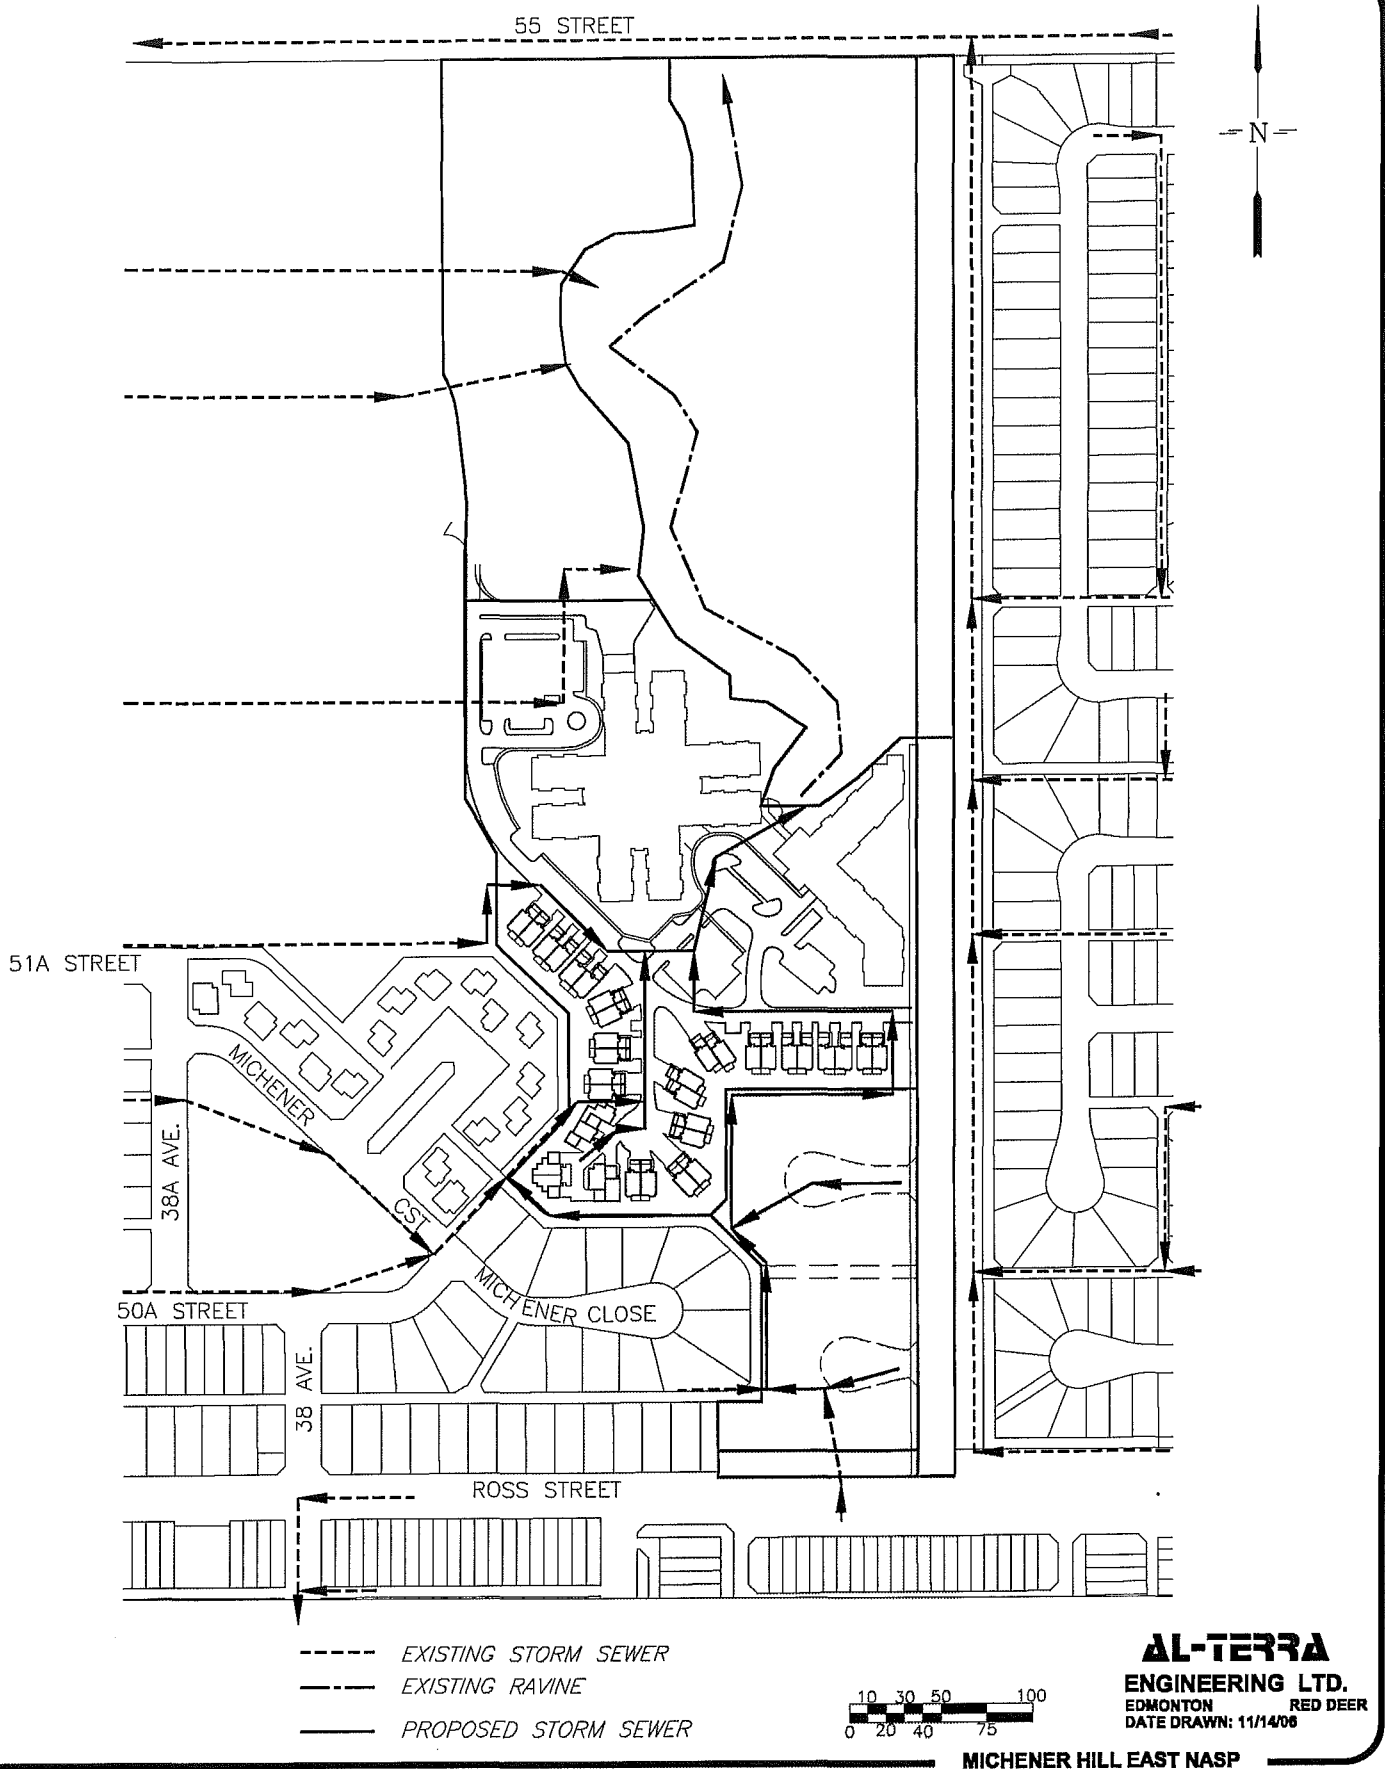 55 STREET
N
51A STREET
MICHENER
38A AVE.
CST
MICHENER CLOSE
50A STREET
38 AVE.
ROSS STREET
EXISTING STORM SEWER
EXISTING RAVINE
PROPOSED STORM SEWER
10 30 50 100
0 20 40 75
AL-TERRA
ENGINEERING LTD.
EDMONTON RED DEER
DATE DRAWN: 11/14/06
MICHENER HILL EAST NASP